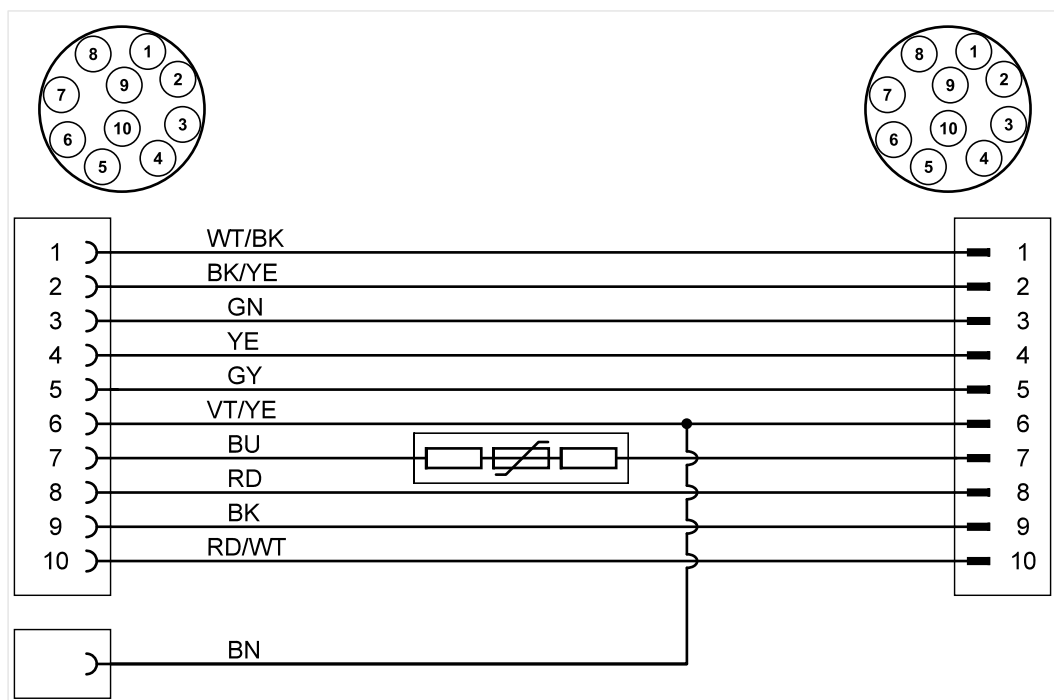 8 1 8 1
9 2 9 2
7 7
10 3 10 3
6 6
5 4 5 4
1 WT/BK 1
2 BK/YE 2
3 GN 3
4 YE 4
5 GY 5
6 VT/YE 6
7 BU 7
8 RD 8
9 BK 9
10 RD/WT 10
BN